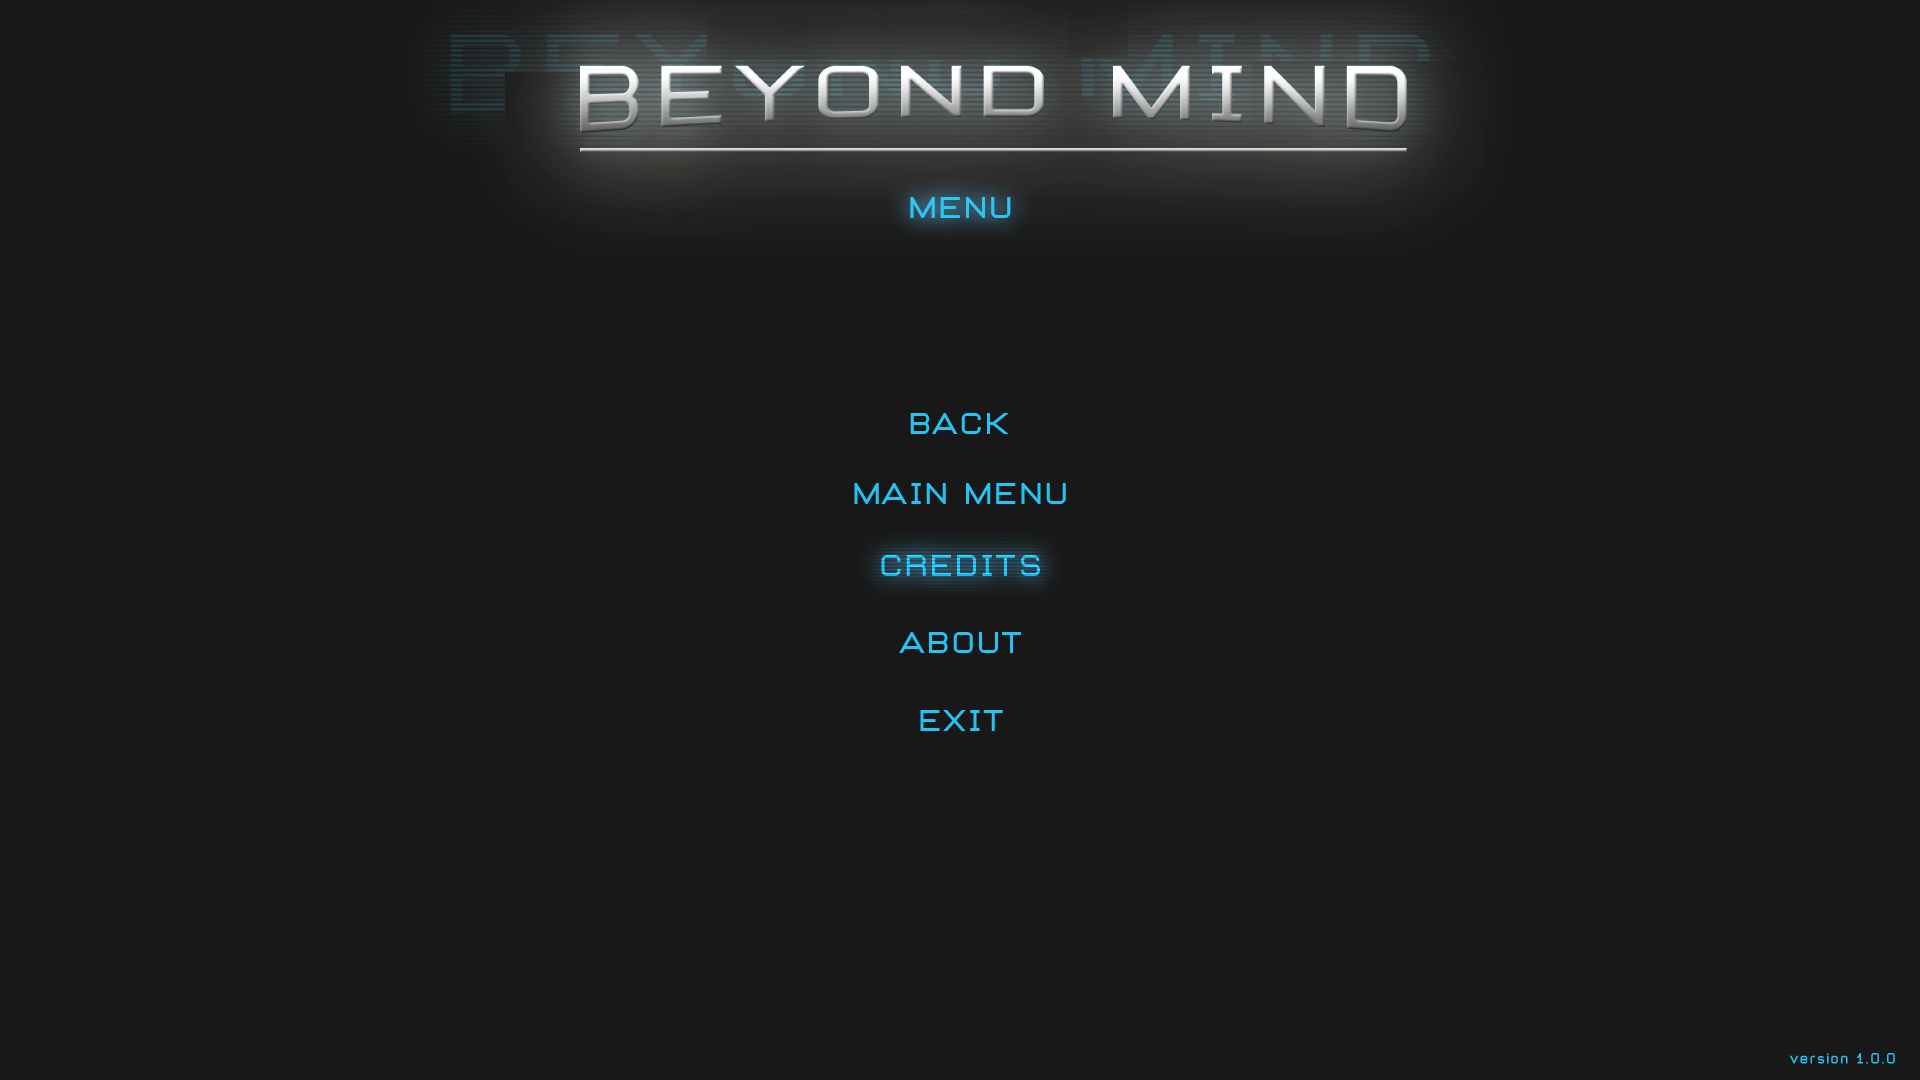 BEYOND MIND
MENU
BACK
MAIN MENU
CREDITS
ABOUT
EXIT
version 1.0.0